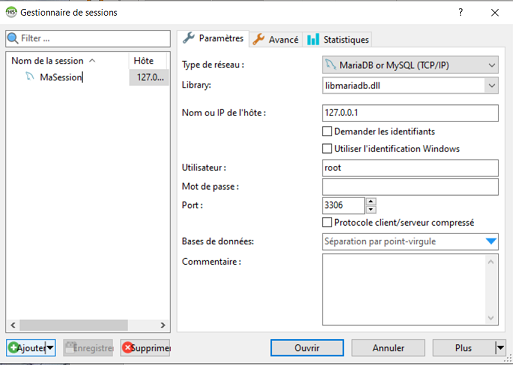 Gestionnaire de sessions
Filter ...
Nom de la session
Hôte
MaSession
127.0...
Paramètres
Avancé
Statistiques
Type de réseau :
MariaDB or MySQL (TCP/IP)
Library:
libmariadb.dll
Nom ou IP de l'hôte :
127.0.0.1
Demander les identifiants
Utiliser l'identification Windows
Utilisateur :
root
Mot de passe :
Port :
3306
Protocole client/serveur compressé
Bases de données:
Séparation par point-virgule
Commentaire :
Ajouter
Enregistre
Supprime
Ouvrir
Annuler
Plus